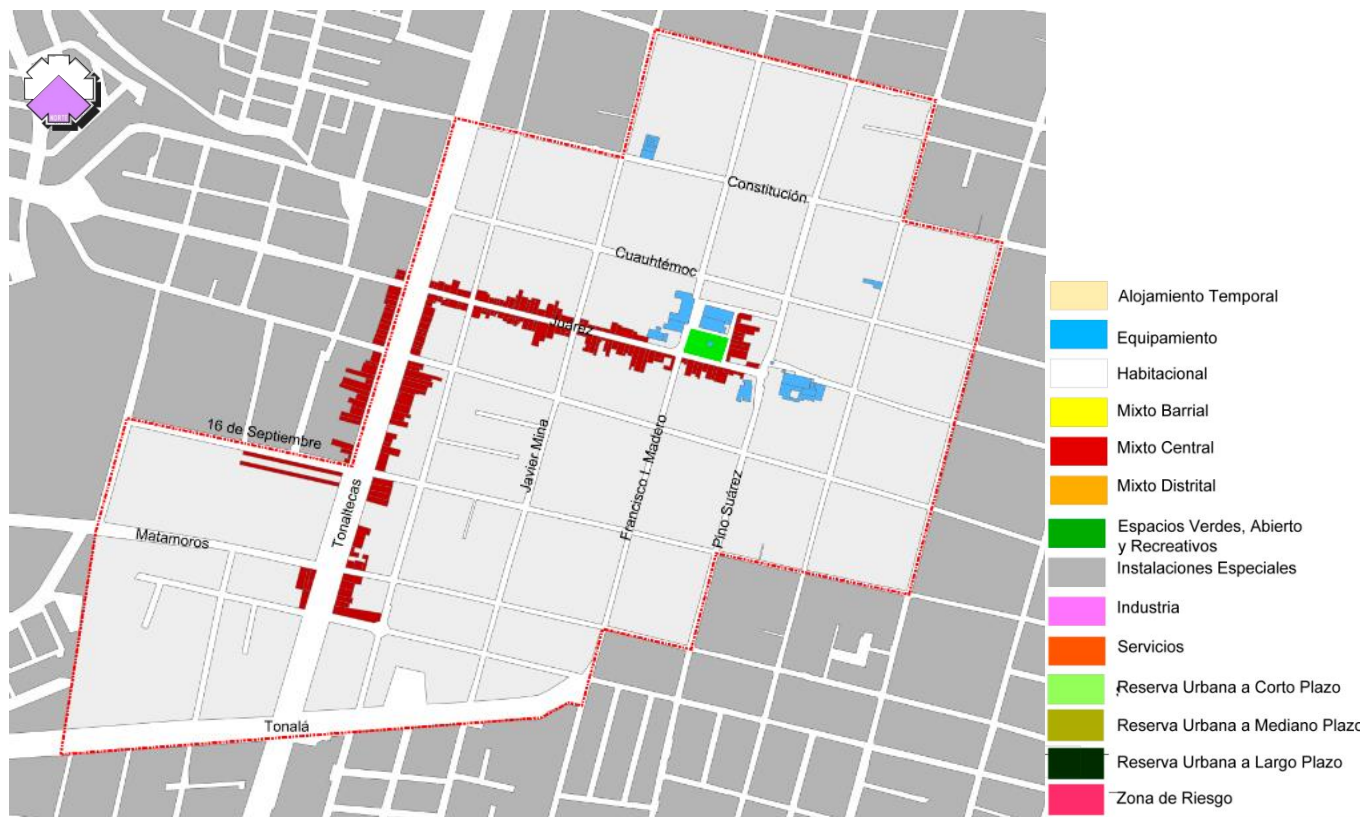 NORTE
Constitución
Cuauhtémoc
Juárez
16 de Septiembre
Javier Mina
Francisco I. Madero
Pino Suárez
Tonaltecas
Matamoros
Tonalá
Alojamiento Temporal
Equipamiento
Habitacional
Mixto Barrial
Mixto Central
Mixto Distrital
Espacios Verdes, Abierto
y Recreativos
Instalaciones Especiales
Industria
Servicios
Reserva Urbana a Corto Plazo
Reserva Urbana a Mediano Plazo
Reserva Urbana a Largo Plazo
Zona de Riesgo